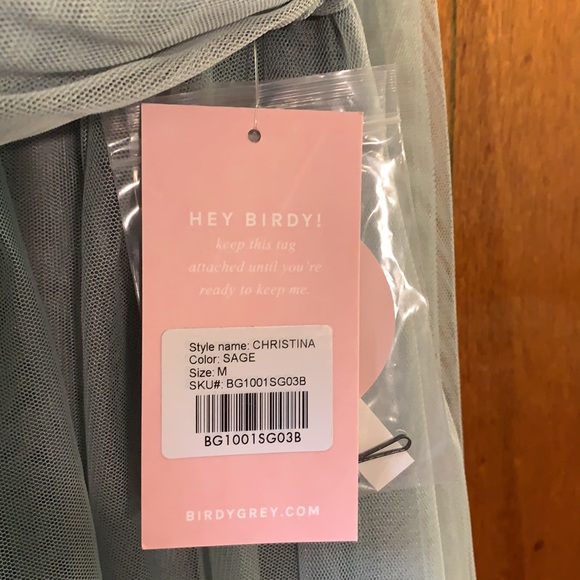 HEY BIRDY!
keep this tag
attached until you're
ready to keep me.
Style name: CHRISTINA
Color: SAGE
Size: M
SKU#: BG1001SG03B
BG1001SG03B
BIRDYGREY.COM